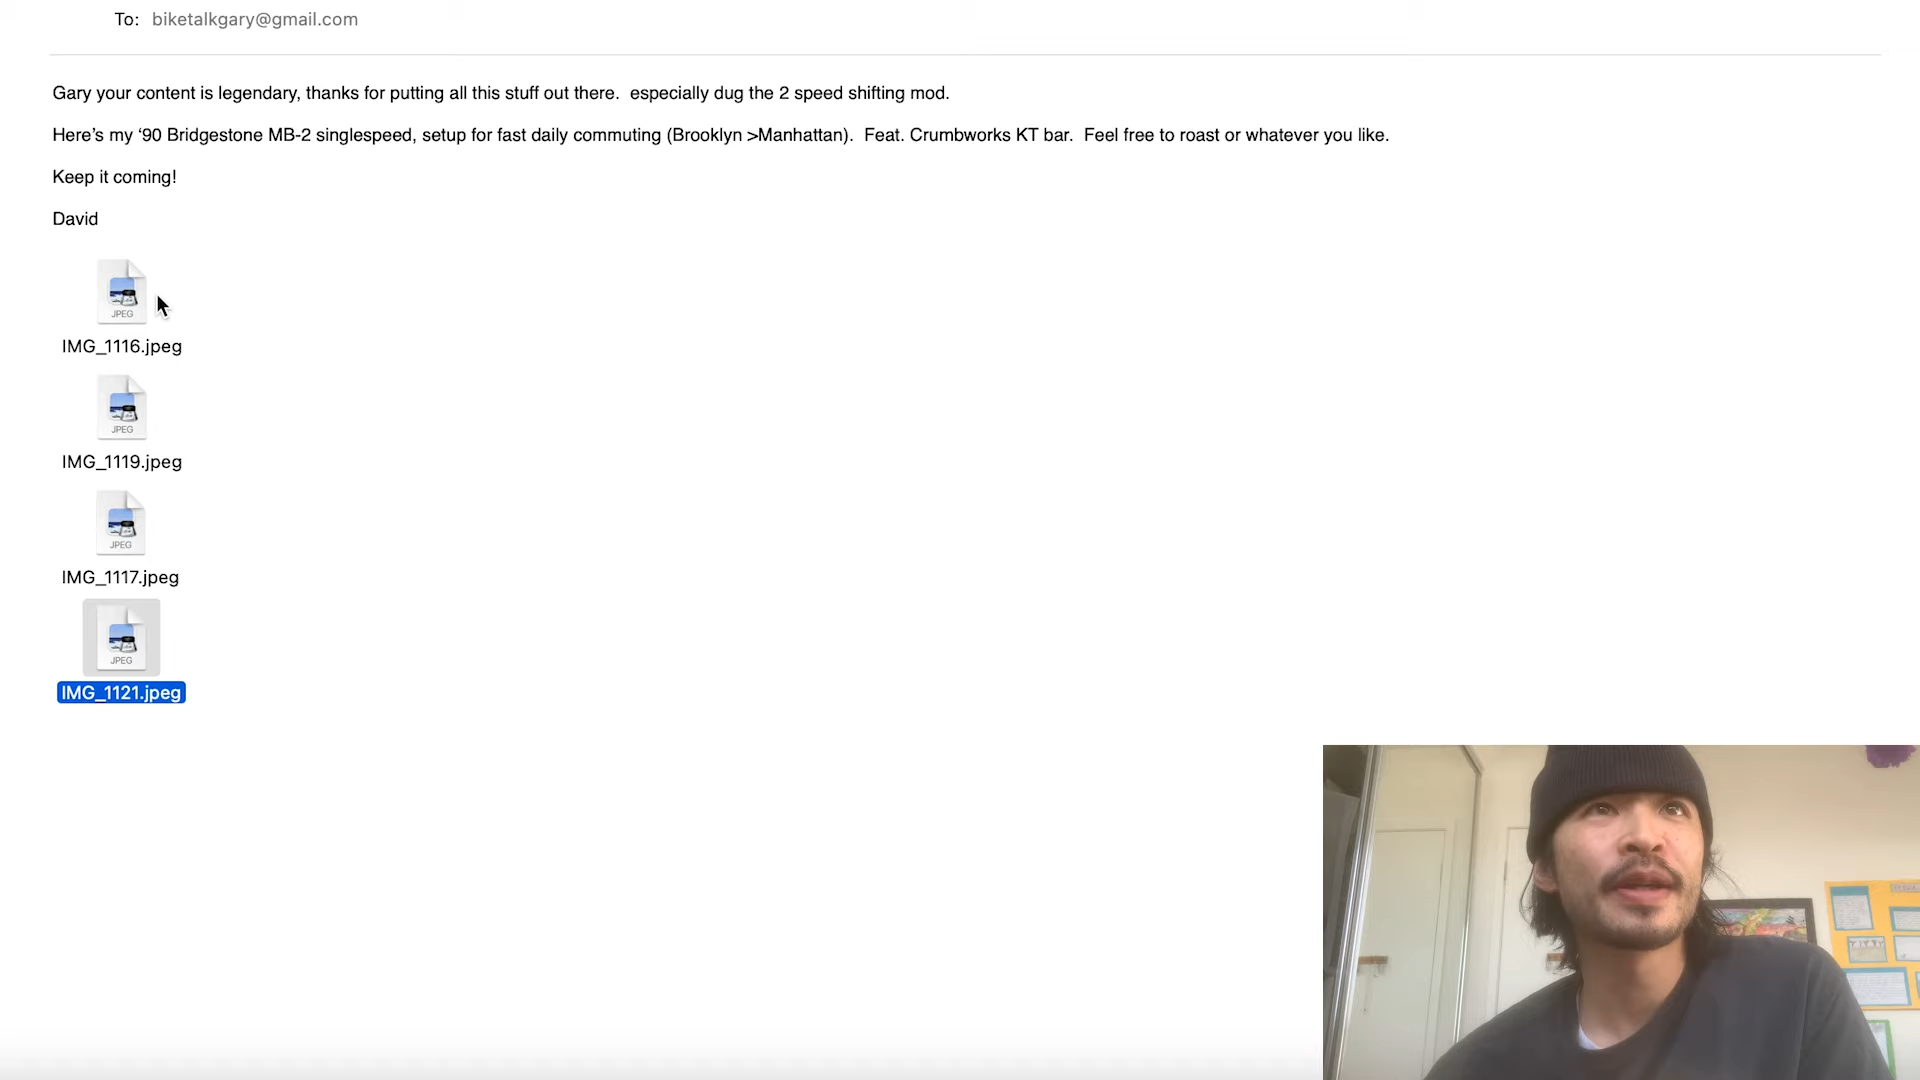 To: biketalkgary@gmail.com
Gary your content is legendary, thanks for putting all this stuff out there.  especially dug the 2 speed shifting mod.
Here’s my ‘90 Bridgestone MB-2 singlespeed, setup for fast daily commuting (Brooklyn >Manhattan).  Feat. Crumbworks KT bar.  Feel free to roast or whatever you like.
Keep it coming!
David
JPEG
IMG_1116.jpeg
JPEG
IMG_1119.jpeg
JPEG
IMG_1117.jpeg
JPEG
IMG_1121.jpeg